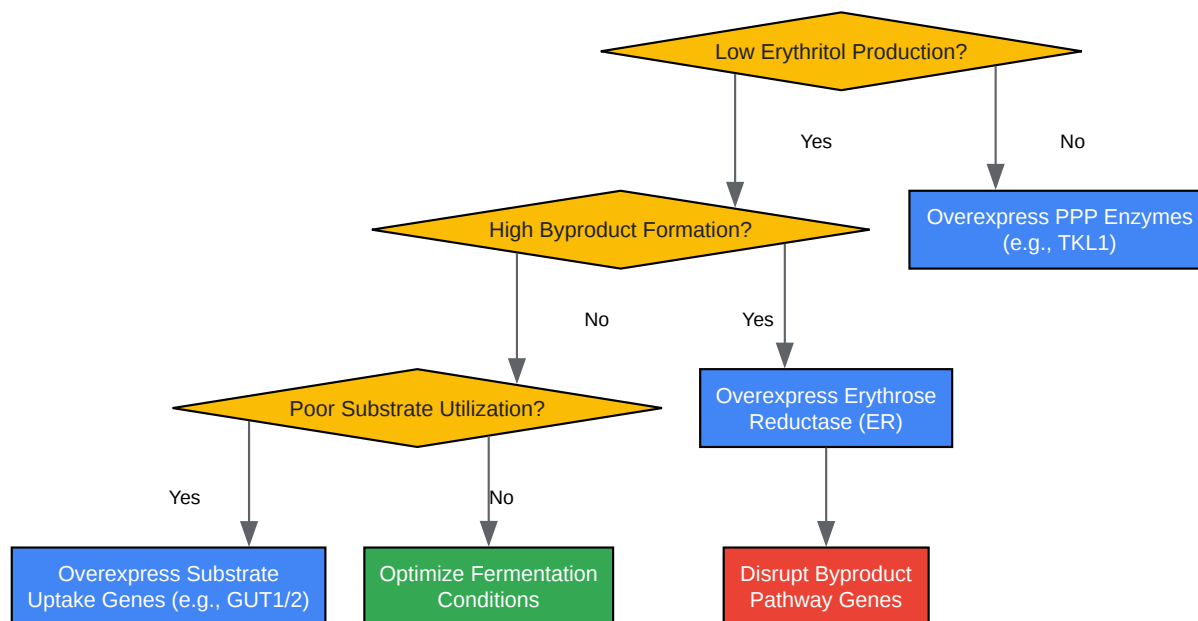 Low Erythritol Production?
Yes
No
Overexpress PPP Enzymes
(e.g., TKL1)
High Byproduct Formation?
No
Yes
Overexpress Erythrose
Reductase (ER)
Poor Substrate Utilization?
Yes
No
Overexpress Substrate
Uptake Genes (e.g., GUT1/2)
Optimize Fermentation
Conditions
Disrupt Byproduct
Pathway Genes